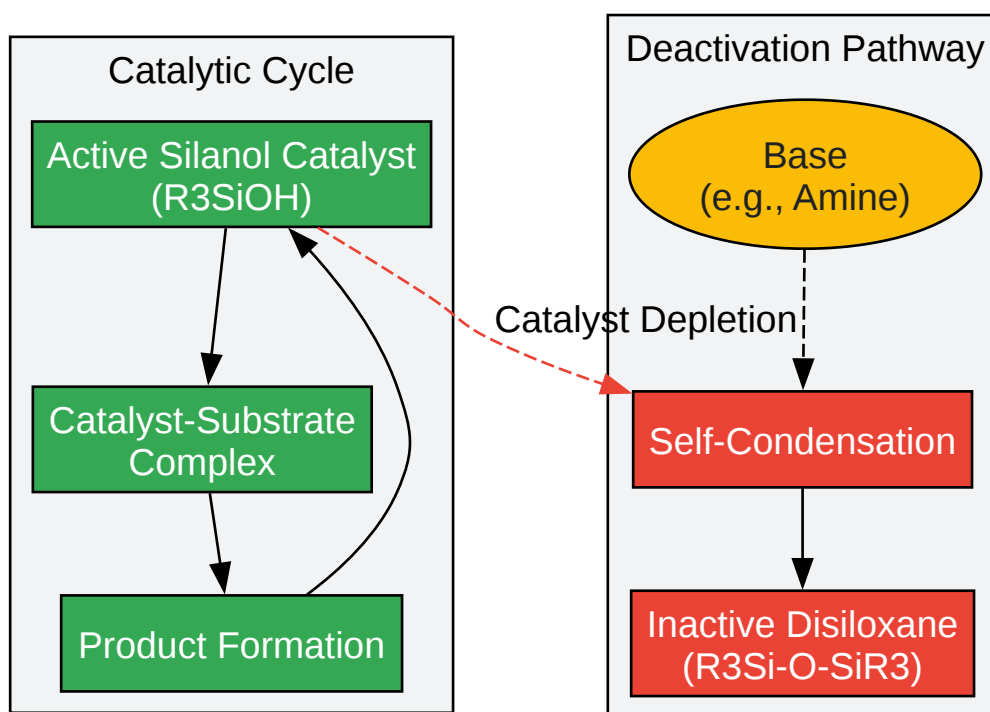 Catalytic Cycle
Active Silanol Catalyst
(R3SiOH)
Catalyst-Substrate
Complex
Product Formation
Catalyst Depletion
Deactivation Pathway
Base
(e.g., Amine)
Self-Condensation
Inactive Disiloxane
(R3Si-O-SiR3)